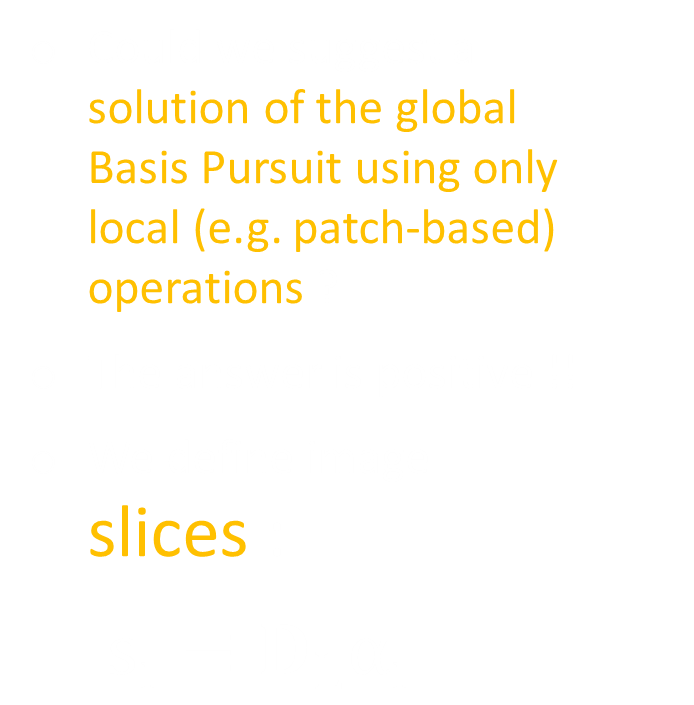 solution of the global
Basis Pursuit using only
local (e.g. patch-based)
operations
slices